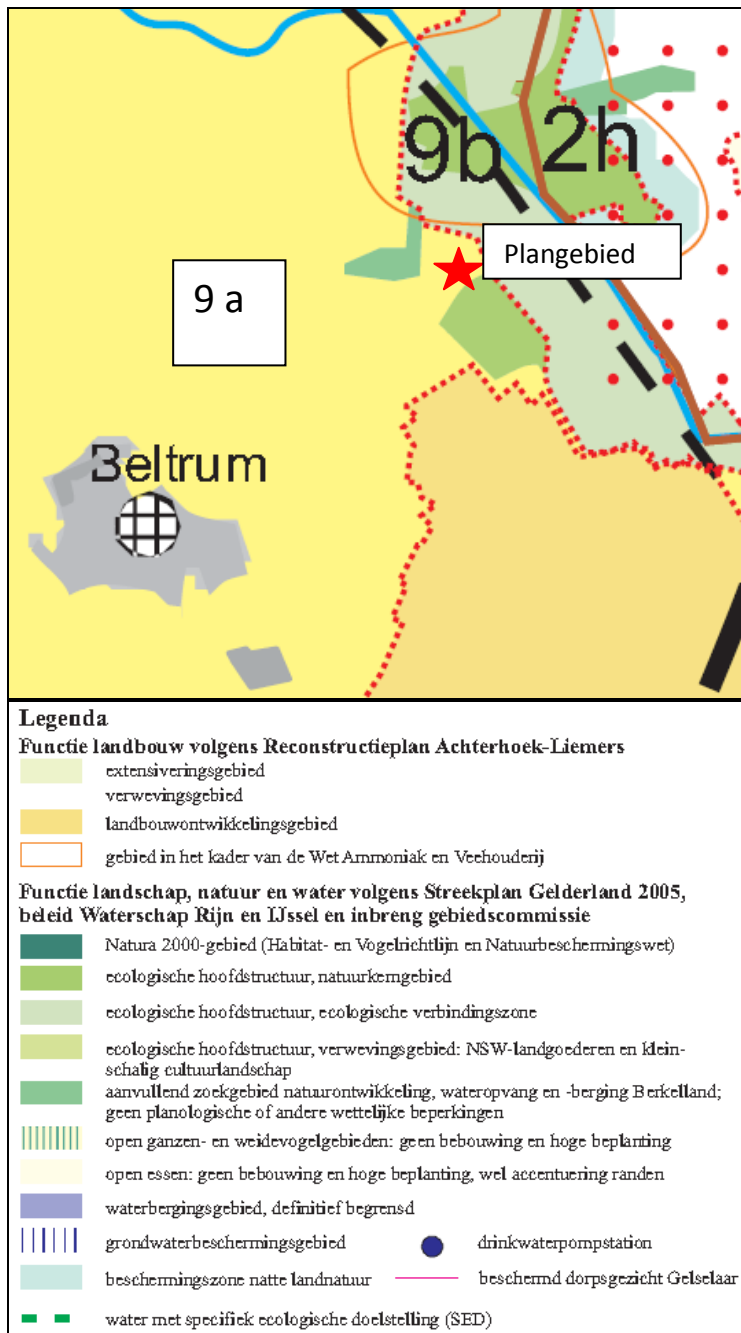 9b
2h
Plangebied
9 a
Beltrum
Legenda
Functie landbouw volgens Reconstructieplan Achterhoek-Liemers
extensiveringsgebied
verwevingsgebied
landbouwontwikkelingsgebied
gebied in het kader van de Wet Ammoniak en Veehouderij
Functie landschap, natuur en water volgens Streekplan Gelderland 2005,
beleid Waterschap Rijn en IJssel en inbreng gebiedscommissie
Natura 2000-gebied (Habitat- en Vogelrichtlijn en Natuurbeschermingswet)
ecologische hoofdstructuur, natuurkerngebied
ecologische hoofdstructuur, ecologische verbindingszone
ecologische hoofdstructuur, verwevingsgebied: NSW-landgoederen en klein-
schalig cultuurlandschap
aanvullend zoekgebied natuurontwikkeling, wateropvang en -berging Berkelland;
geen planologische of andere wettelijke beperkingen
open ganzen- en weidevogelgebieden: geen bebouwing en hoge beplanting
open essen: geen bebouwing en hoge beplanting, wel accentuering randen
waterbergingsgebied, definitief begrensd
grondwaterbeschermingsgebied
drinkwaterpompstation
beschermingszone natte landnatuur
beschermd dorpsgezicht Gelselaar
water met specifiek ecologische doelstelling (SED)